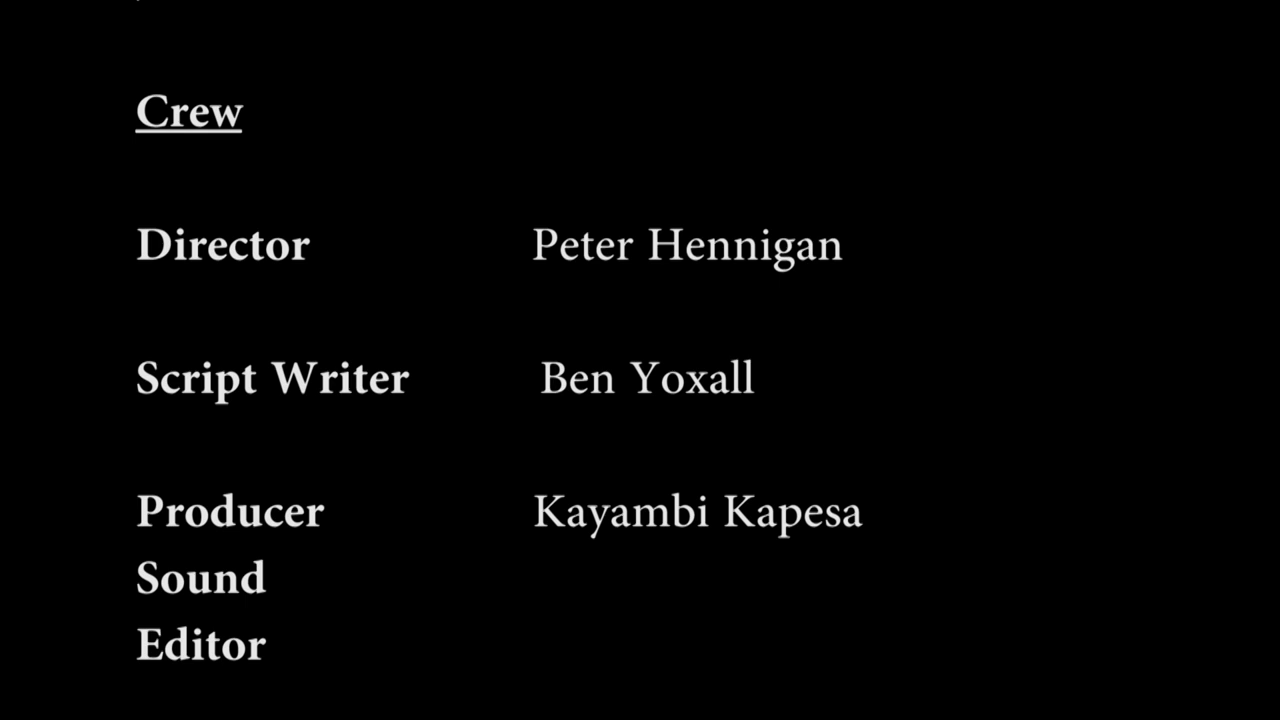 Crew
Director Peter Hennigan
Script Writer Ben Yoxall
Producer Kayambi Kapesa
Sound
Editor